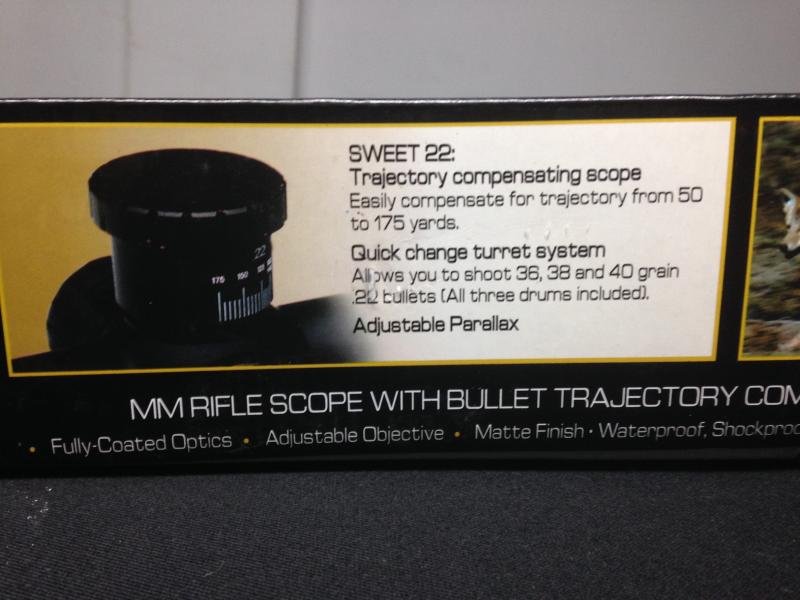 SWEET 22:
Trajectory compensating scope
Easily compensate for trajectory from 50
to 175 yards.
Quick change turret system
Allows you to shoot 36, 38 and 40 grain
.22 bullets (All three drums included).
Adjustable Parallax
22
175 150
MM RIFLE SCOPE WITH BULLET TRAJECTORY COM
• Fully-Coated Optics • Adjustable Objective • Matte Finish • Waterproof, Shockproo